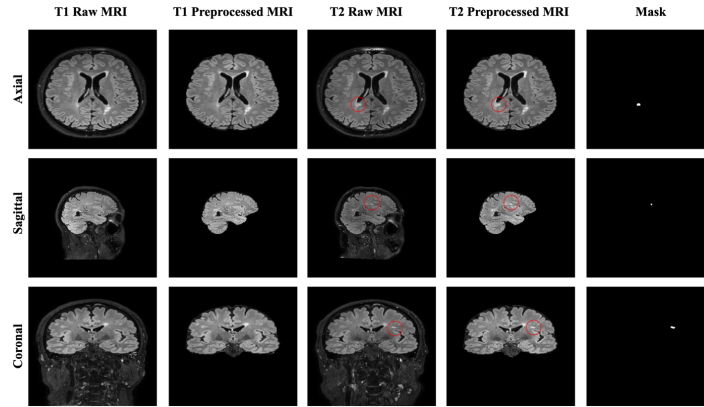 T1 Raw MRI T1 Preprocessed MRI T2 Raw MRI T2 Preprocessed MRI Mask
Axial
Sagittal
Coronal